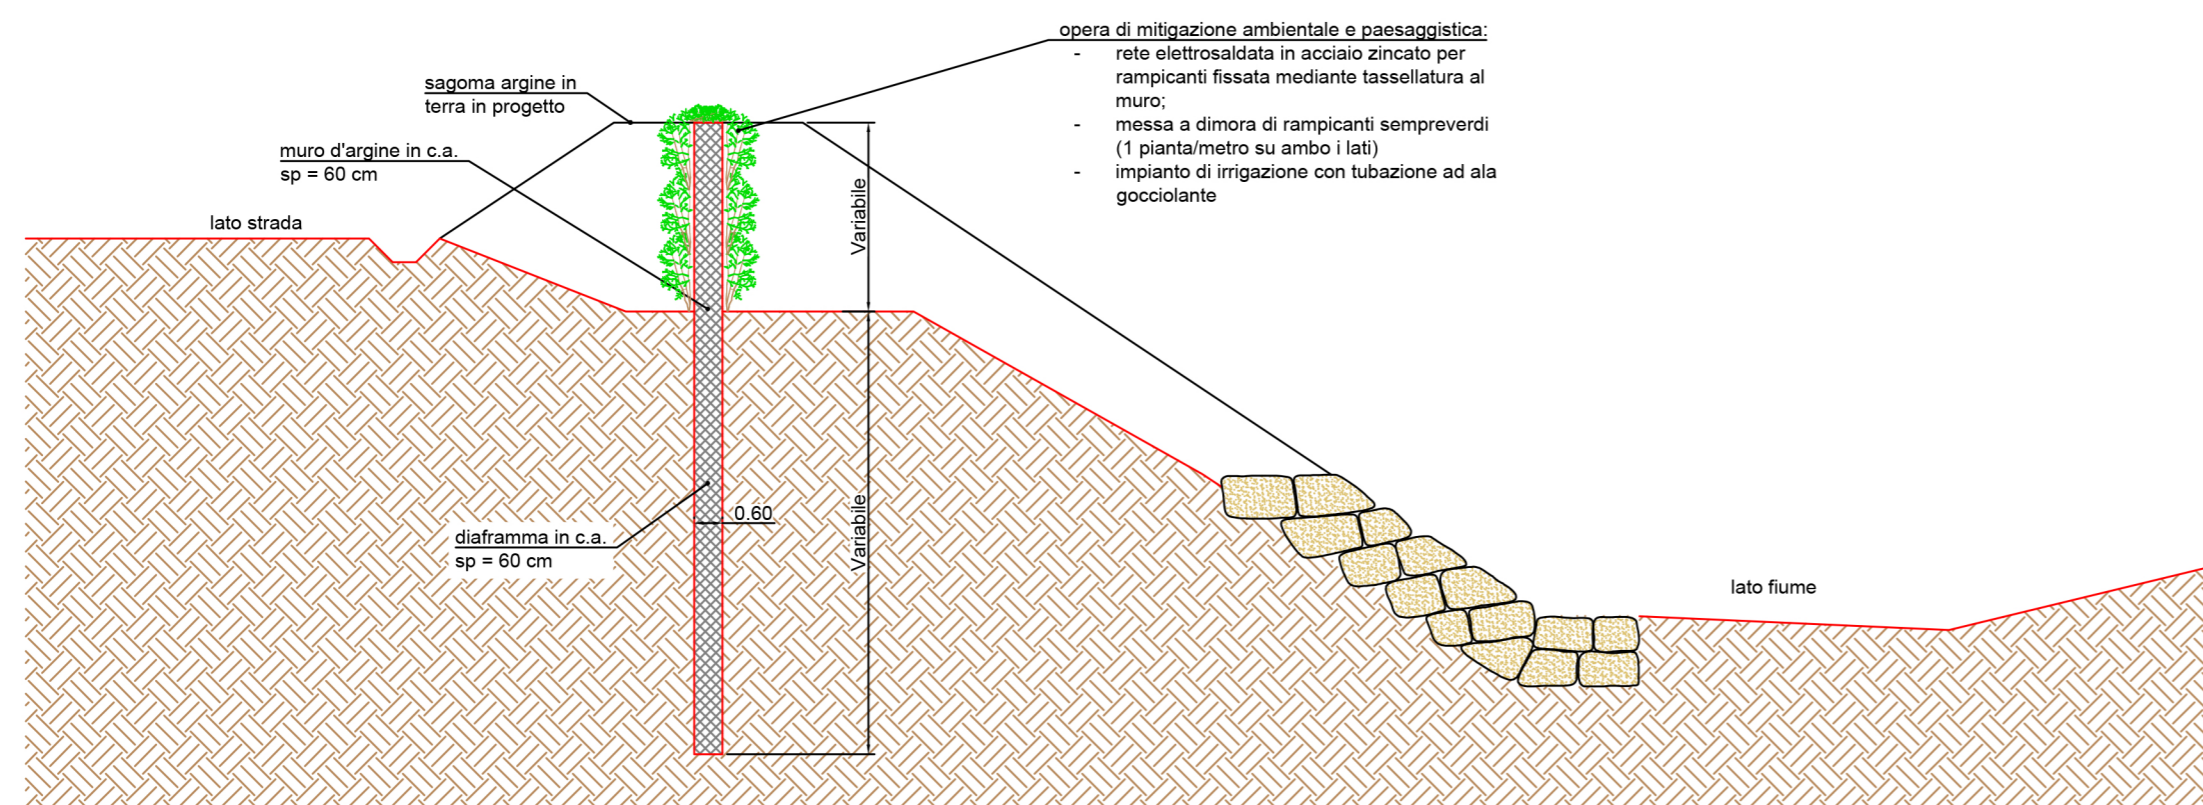 opera di mitigazione ambientale e paesaggistica:
- rete elettrosaldata in acciaio zincato per
rampicanti fissata mediante tassellatura al
muro;
- messa a dimora di rampicanti sempreverdi
(1 pianta/metro su ambo i lati)
- impianto di irrigazione con tubazione ad ala
gocciolante
sagoma argine in
terra in progetto
muro d'argine in c.a.
sp = 60 cm
lato strada
Variabile
Variabile
0.60
diaframma in c.a.
sp = 60 cm
lato fiume